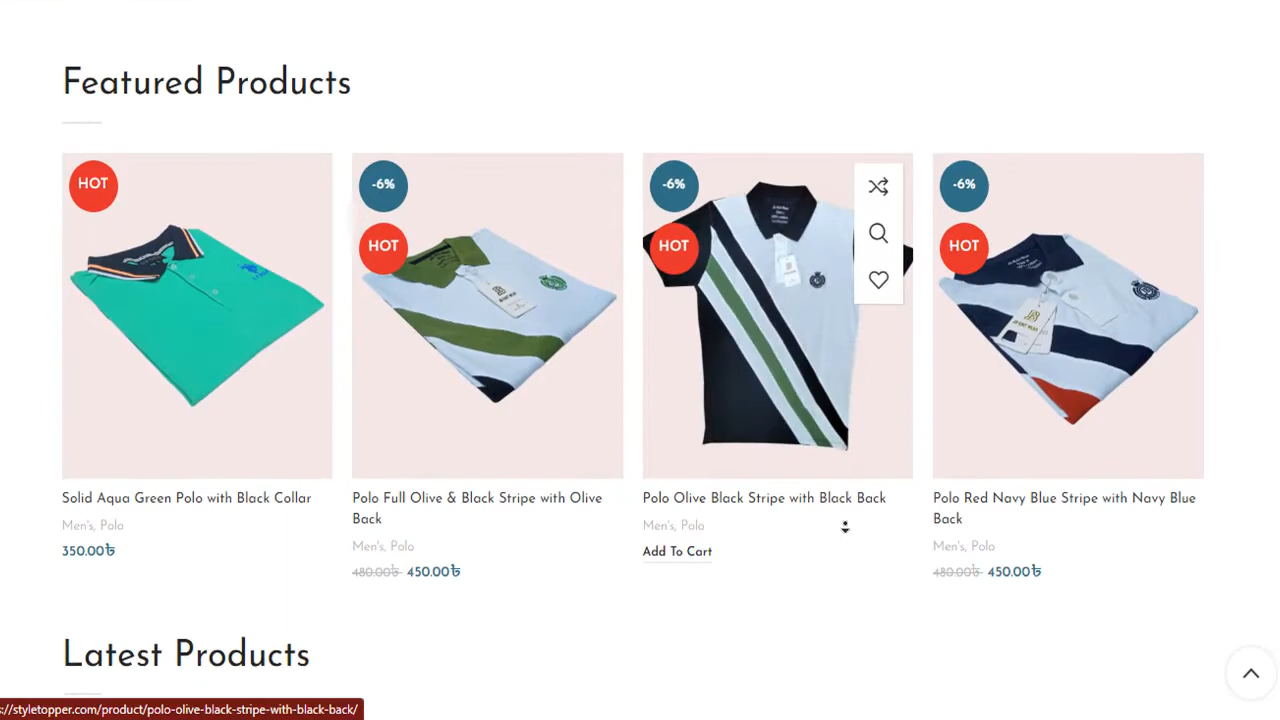 Featured Products
HOT
-6%
HOT
-6%
HOT
-6%
HOT
Solid Aqua Green Polo with Black Collar
Men's, Polo
350.00৳
Polo Full Olive & Black Stripe with Olive
Back
Men's, Polo
480.00৳ 450.00৳
Polo Olive Black Stripe with Black Back
Men's, Polo
Add To Cart
Polo Red Navy Blue Stripe with Navy Blue
Back
Men's, Polo
480.00৳ 450.00৳
Latest Products
s://styletopper.com/product/polo-olive-black-stripe-with-black-back/